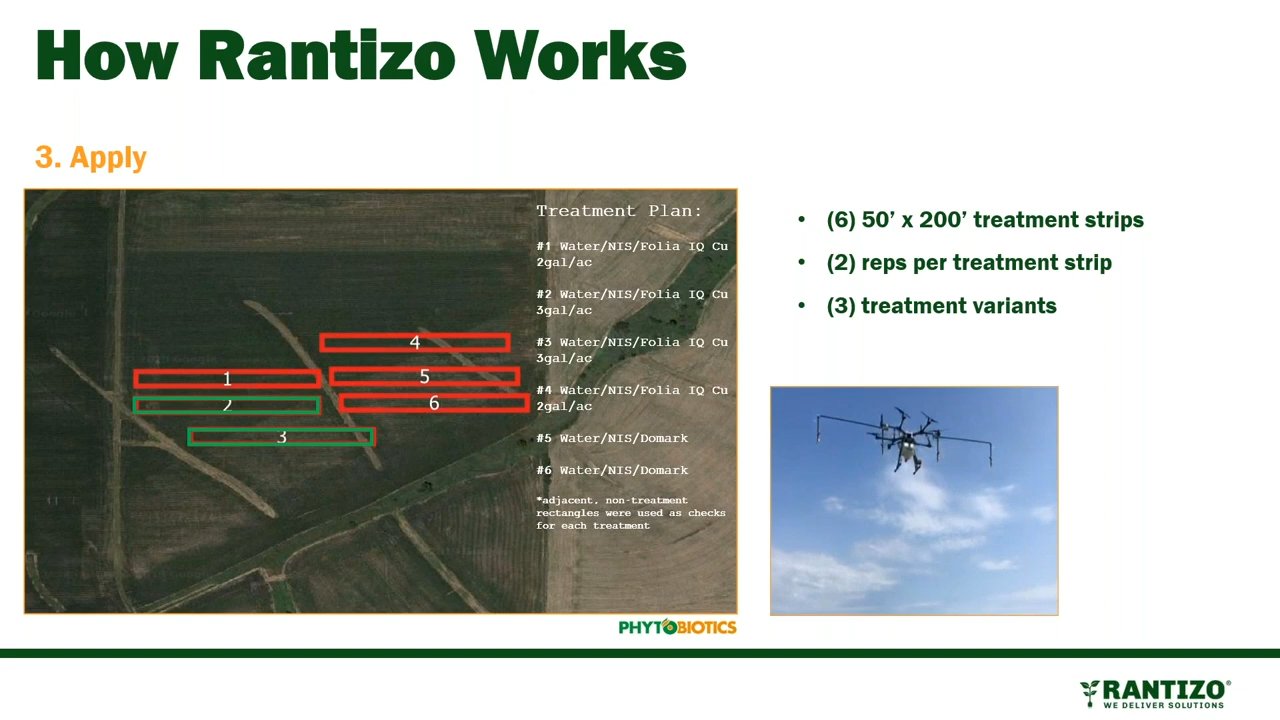 How Rantizo Works
3. Apply
Treatment Plan:
#1 Water/NIS/Folia IQ Cu
2gal/ac
#2 Water/NIS/Folia IQ Cu
3gal/ac
#3 Water/NIS/Folia IQ Cu
3gal/ac
#4 Water/NIS/Folia IQ Cu
2gal/ac
#5 Water/NIS/Domark
#6 Water/NIS/Domark
*adjacent, non-treatment
rectangles were used as checks
for each treatment
4
1
5
2
6
3
• (6) 50’ x 200’ treatment strips
• (2) reps per treatment strip
• (3) treatment variants
PHYTOBIOTICS
RANTIZO®
WE DELIVER SOLUTIONS